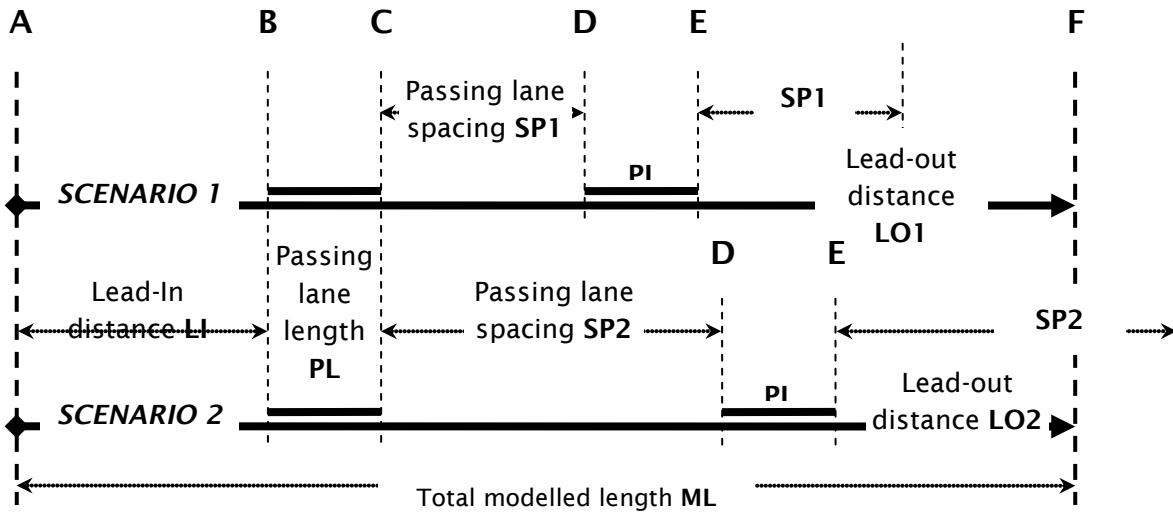 A B C D E F
Passing lane
spacing SP1
SP1
PI
SCENARIO 1
Lead-out
distance
LO1
D E
Passing
lane
length
PL
Lead-In
distance LI
Passing lane
spacing SP2
SP2
PI
SCENARIO 2
Lead-out
distance LO2
Total modelled length ML